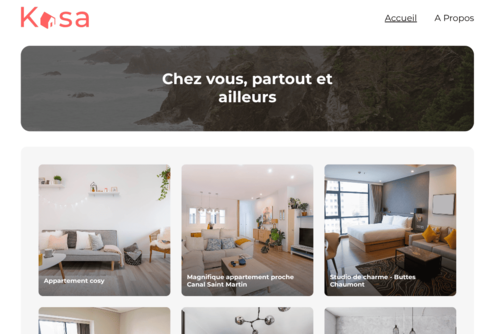 Kasa
Accueil
A Propos
Chez vous, partout et
ailleurs
Appartement cosy
Magnifique appartement proche
Canal Saint Martin
Studio de charme - Buttes
Chaumont